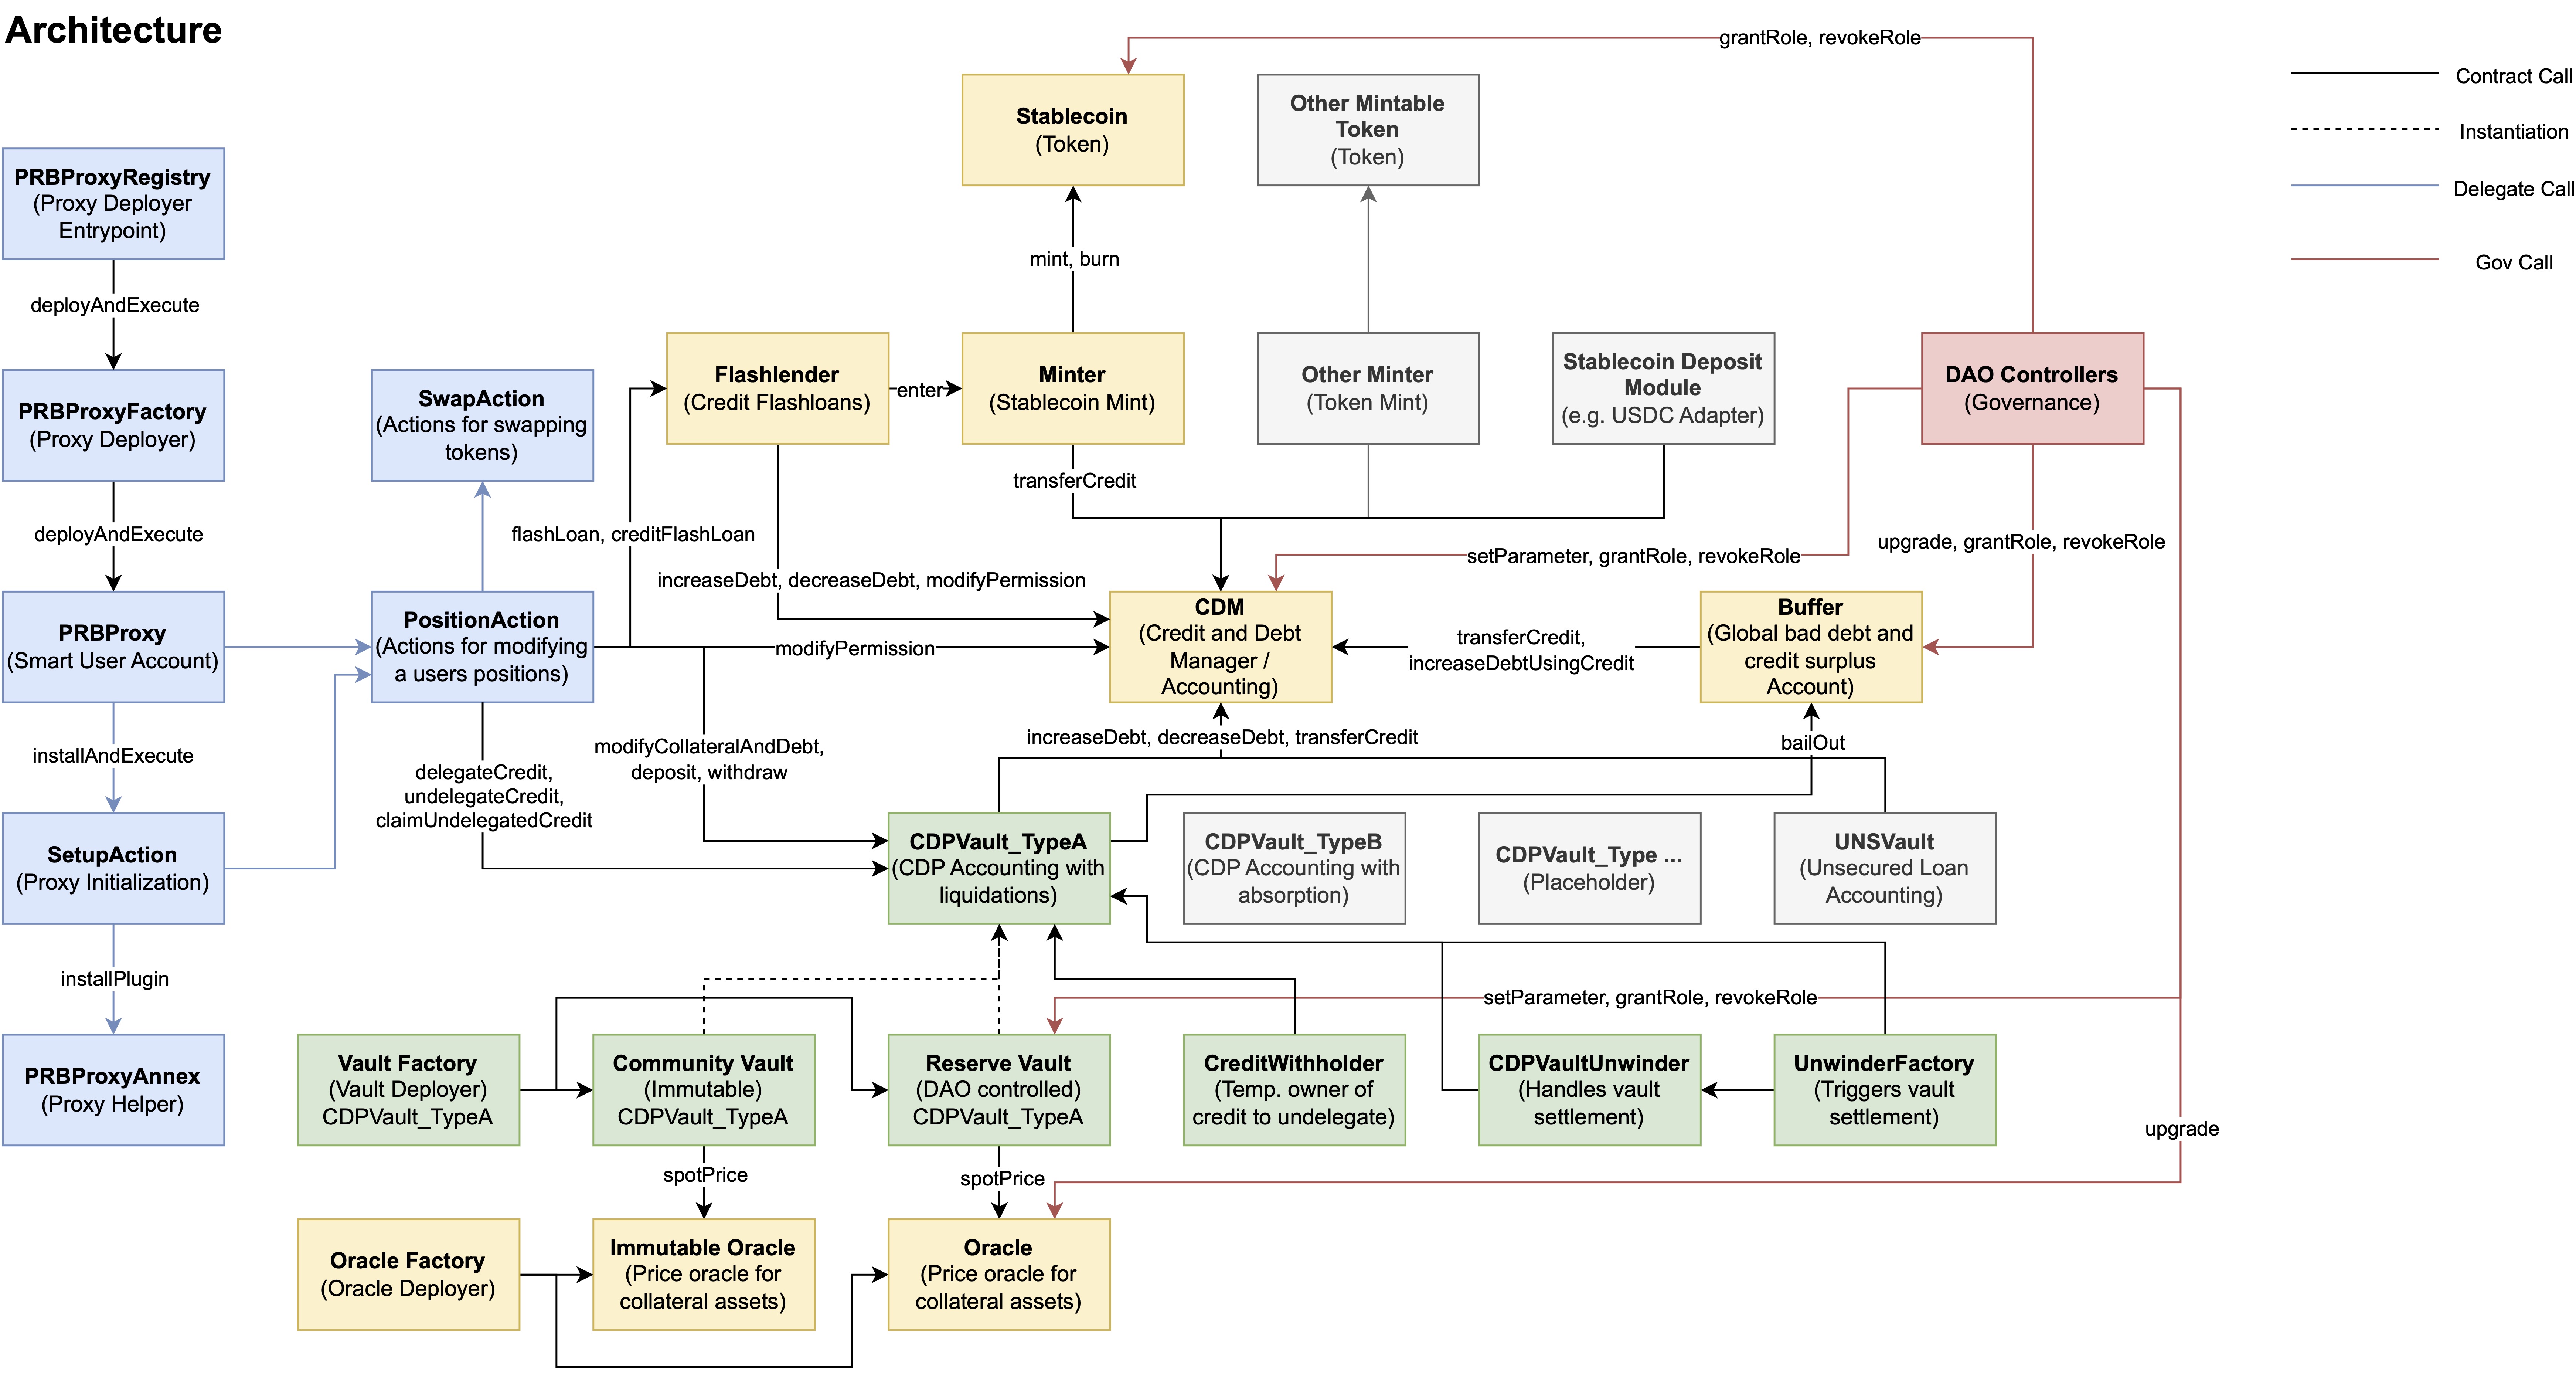 Architecture
grantRole, revokeRole
Contract Call
Instantiation
Delegate Call
Gov Call
Stablecoin
(Token)
Other Mintable
Token
(Token)
PRBProxyRegistry
(Proxy Deployer
Entrypoint)
mint, burn
deployAndExecute
PRBProxyFactory
(Proxy Deployer)
SwapAction
(Actions for swapping
tokens)
Flashlender
(Credit Flashloans)
enter
Minter
(Stablecoin Mint)
Other Minter
(Token Mint)
Stablecoin Deposit
Module
(e.g. USDC Adapter)
DAO Controllers
(Governance)
transferCredit
deployAndExecute
flashLoan, creditFlashLoan
setParameter, grantRole, revokeRole
upgrade, grantRole, revokeRole
increaseDebt, decreaseDebt, modifyPermission
PRBProxy
(Smart User Account)
PositionAction
(Actions for modifying
a users positions)
modifyPermission
CDM
(Credit and Debt
Manager /
Accounting)
transferCredit,
increaseDebtUsingCredit
Buffer
(Global bad debt and
credit surplus
Account)
installAndExecute
delegateCredit,
undelegateCredit,
claimUndelegatedCredit
modifyCollateralAndDebt,
deposit, withdraw
increaseDebt, decreaseDebt, transferCredit
bailOut
SetupAction
(Proxy Initialization)
CDPVault_TypeA
(CDP Accounting with
liquidations)
CDPVault_TypeB
(CDP Accounting with
absorption)
CDPVault_Type ...
(Placeholder)
UNSVault
(Unsecured Loan
Accounting)
installPlugin
setParameter, grantRole, revokeRole
PRBProxyAnnex
(Proxy Helper)
Vault Factory
(Vault Deployer)
CDPVault_TypeA
Community Vault
(Immutable)
CDPVault_TypeA
Reserve Vault
(DAO controlled)
CDPVault_TypeA
CreditWithholder
(Temp. owner of
credit to undelegate)
CDPVaultUnwinder
(Handles vault
settlement)
UnwinderFactory
(Triggers vault
settlement)
upgrade
spotPrice
spotPrice
Oracle Factory
(Oracle Deployer)
Immutable Oracle
(Price oracle for
collateral assets)
Oracle
(Price oracle for
collateral assets)